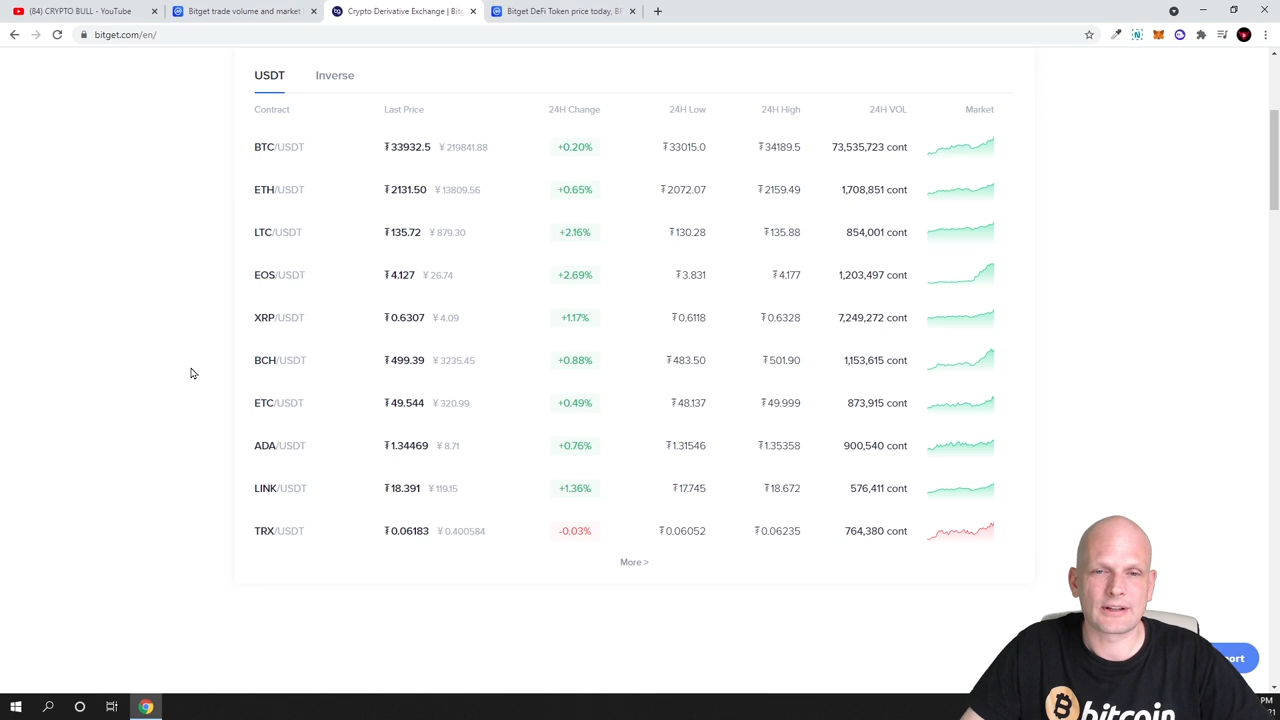 (84) CRYPTO BULL - YouTube
Bitget trade volume and market
Crypto Derivative Exchange | Bitg
Bitget DeFi Token price today, BF
bitget.com/en/
USDT Inverse
Contract Last Price 24H Change 24H Low 24H High 24H VOL Market
BTC/USDT ₮33932.5 ¥219841.88 +0.20% ₮33015.0 ₮34189.5 73,535,723 cont
ETH/USDT ₮2131.50 ¥13809.56 +0.65% ₮2072.07 ₮2159.49 1,708,851 cont
LTC/USDT ₮135.72 ¥879.30 +2.16% ₮130.28 ₮135.88 854,001 cont
EOS/USDT ₮4.127 ¥26.74 +2.69% ₮3.831 ₮4.177 1,203,497 cont
XRP/USDT ₮0.6307 ¥4.09 +1.17% ₮0.6118 ₮0.6328 7,249,272 cont
BCH/USDT ₮499.39 ¥3235.45 +0.88% ₮483.50 ₮501.90 1,153,615 cont
ETC/USDT ₮49.544 ¥320.99 +0.49% ₮48.137 ₮49.999 873,915 cont
ADA/USDT ₮1.34469 ¥8.71 +0.76% ₮1.31546 ₮1.35358 900,540 cont
LINK/USDT ₮18.391 ¥119.15 +1.36% ₮17.745 ₮18.672 576,411 cont
TRX/USDT ₮0.06183 ¥0.400584 -0.03% ₮0.06052 ₮0.06235 764,380 cont
More >
ort
PM
21
bitcoin